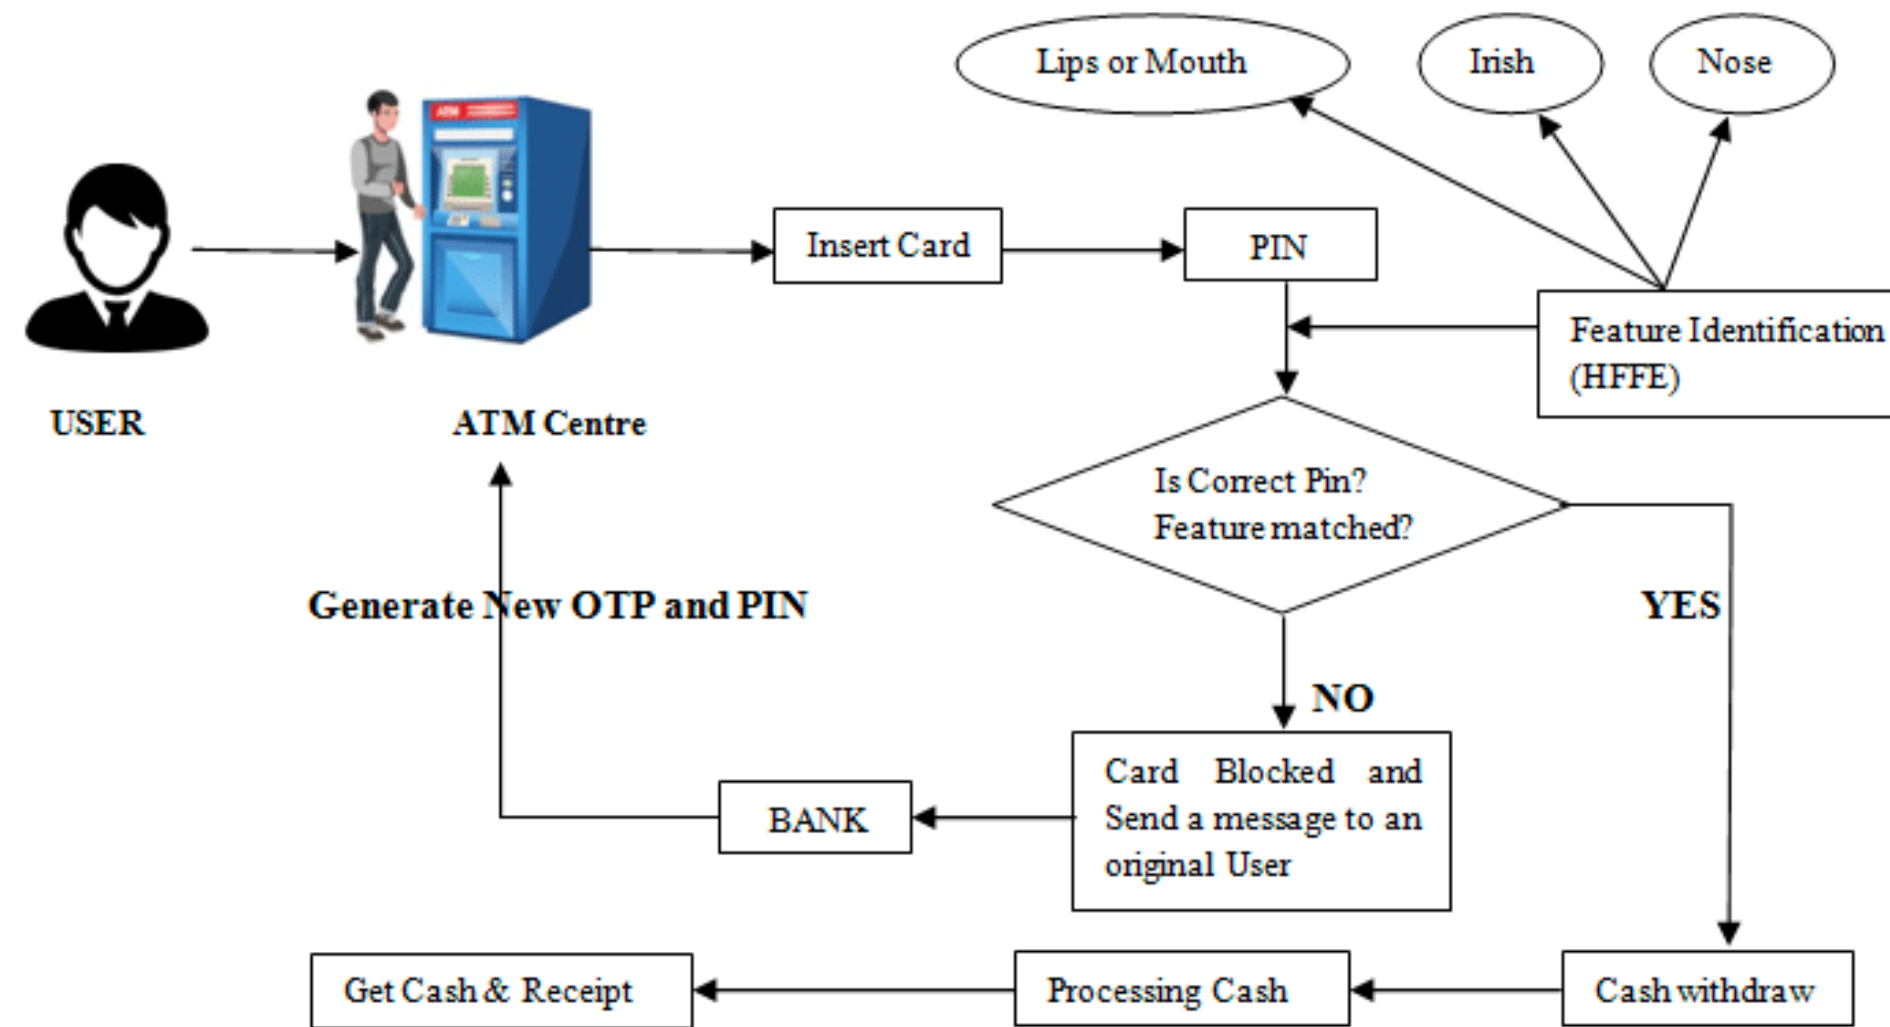 Lips or Mouth
Irish
Nose
ATM
Insert Card
PIN
Feature Identification
(HFFE)
USER
ATM Centre
Is Correct Pin?
Feature matched?
Generate New OTP and PIN
YES
NO
Card Blocked and
Send a message to an
original User
BANK
Get Cash & Receipt
Processing Cash
Cash withdraw